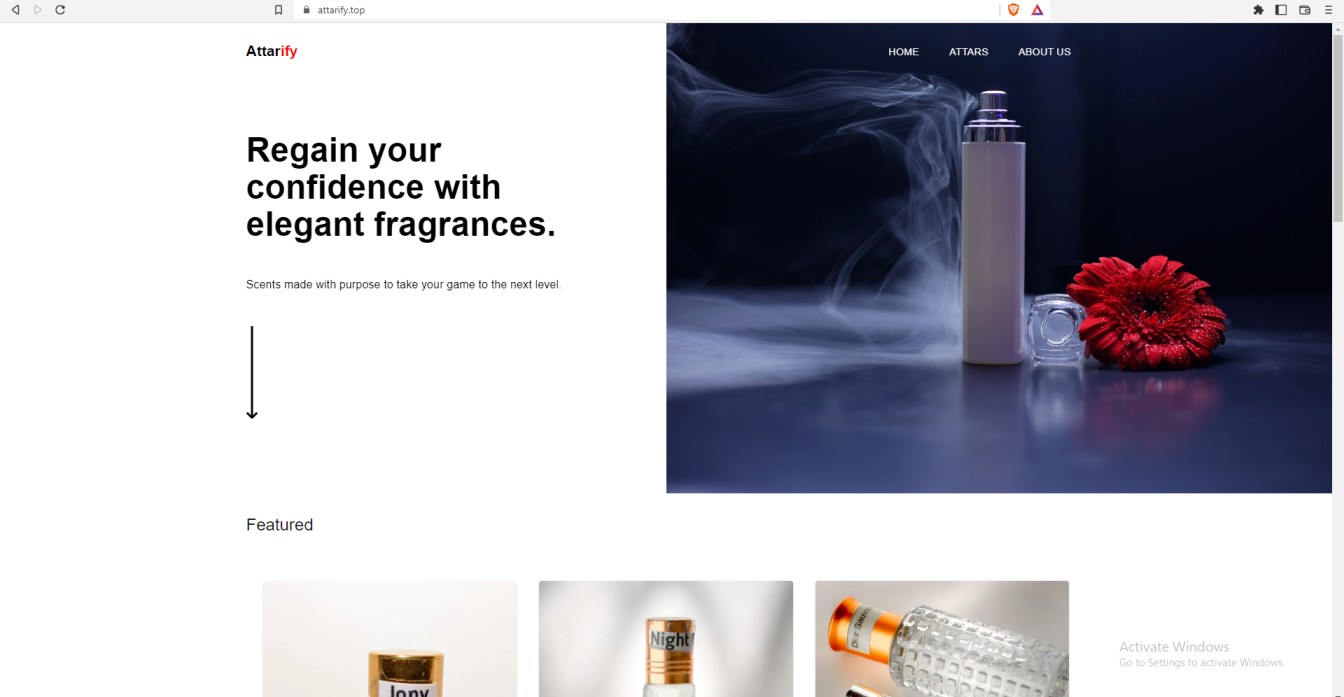 attarify.top
Attarify
HOME ATTARS ABOUT US
Regain your
confidence with
elegant fragrances.
Scents made with purpose to take your game to the next level.
Featured
Jony
Night
Activate Windows
Go to Settings to activate Windows.